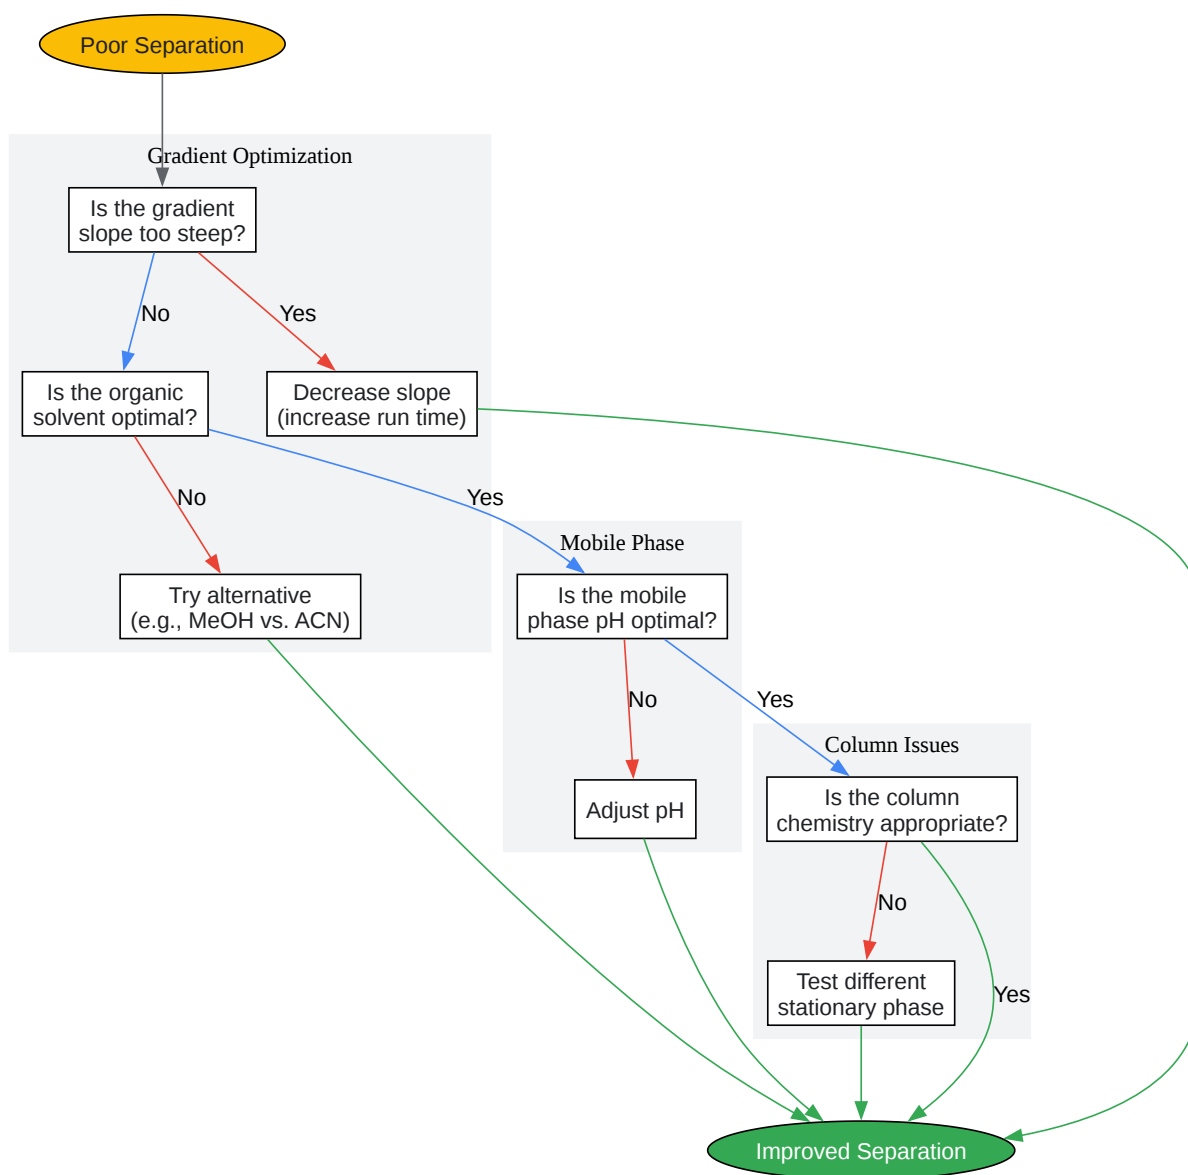 Poor Separation
Gradient Optimization
Is the gradient
slope too steep?
No
Yes
Is the organic
solvent optimal?
Decrease slope
(increase run time)
No
Yes
Mobile Phase
Try alternative
(e.g., MeOH vs. ACN)
Is the mobile
phase pH optimal?
No
Yes
Column Issues
Adjust pH
Is the column
chemistry appropriate?
No
Test different
stationary phase
Yes
Improved Separation